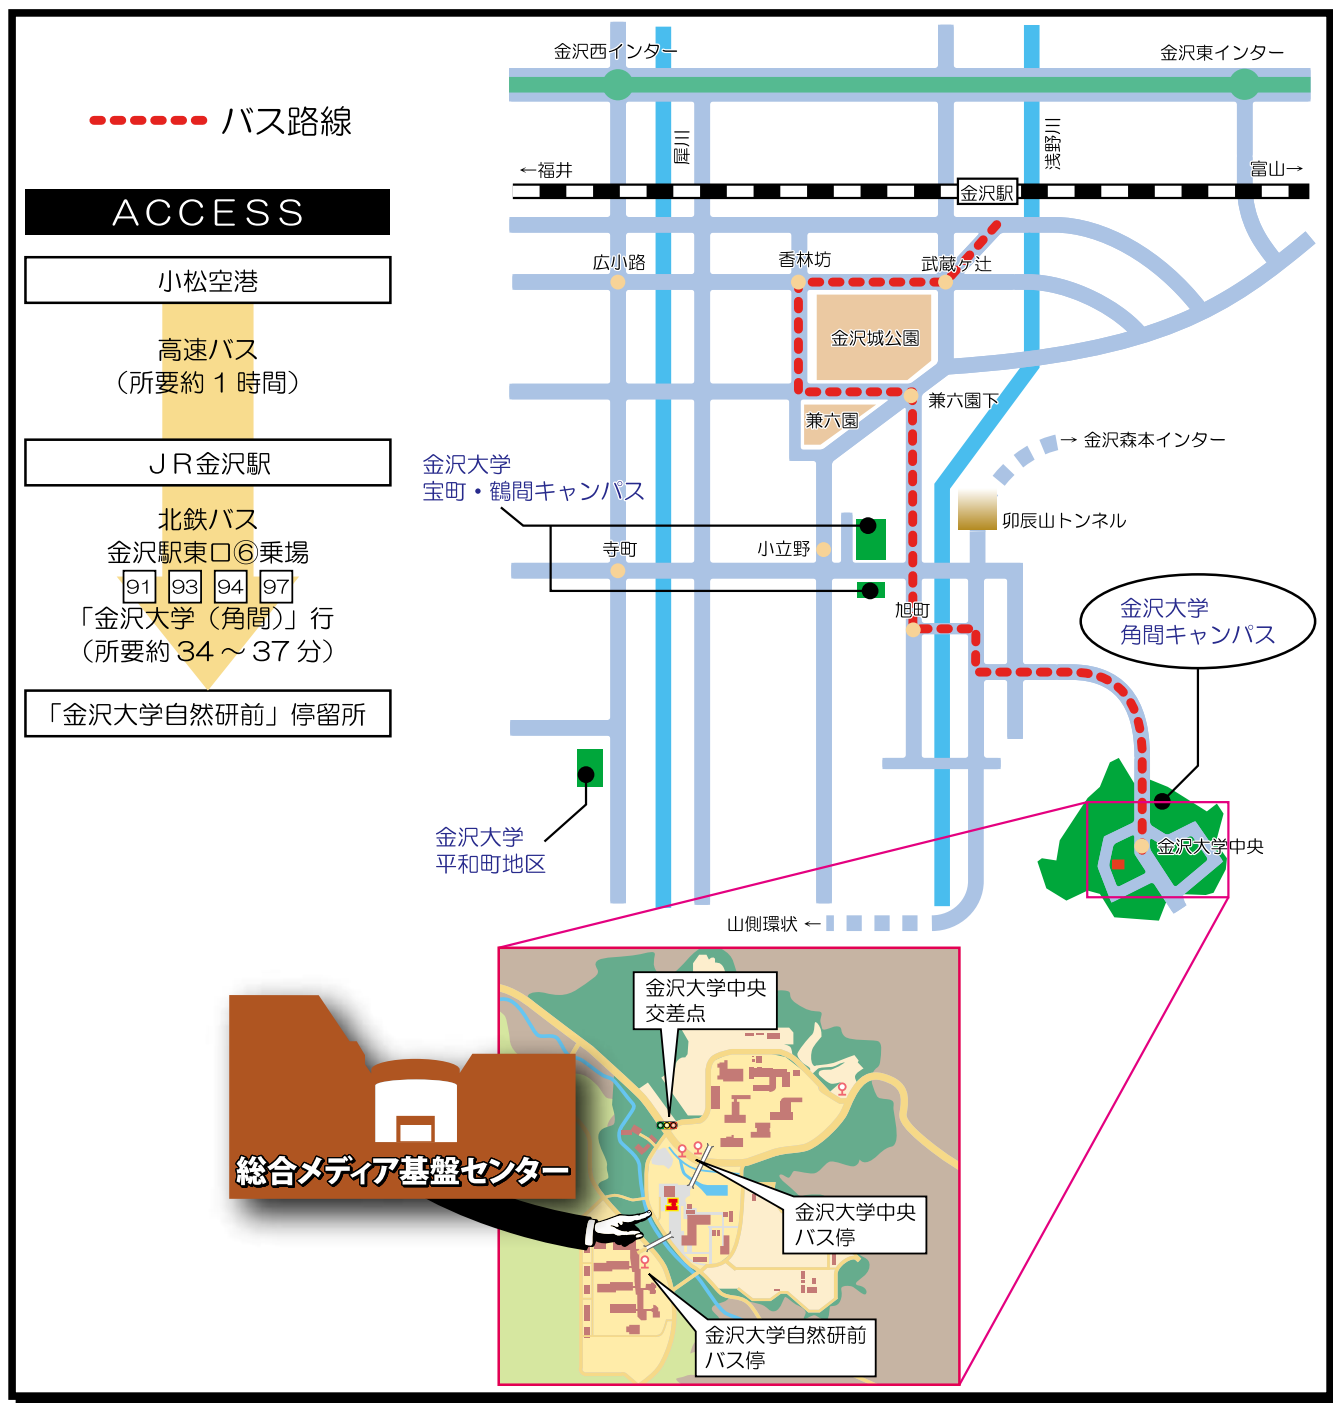 バス路線
ACCESS
小松空港
高速バス
（所要約1時間）
JR金沢駅
北鉄バス
金沢駅東口⑥乗場
91 93 94 97
「金沢大学（角間）」行
（所要約34～37分）
「金沢大学自然研前」停留所
金沢西インター
金沢東インター
犀川
浅野川
←福井
富山→
金沢駅
広小路
香林坊
武蔵ヶ辻
金沢城公園
兼六園
兼六園下
→金沢森本インター
卯辰山トンネル
金沢大学
宝町・鶴間キャンパス
寺町
小立野
旭町
金沢大学
角間キャンパス
金沢大学
平和町地区
金沢大学中央
山側環状←
金沢大学中央
交差点
総合メディア基盤センター
金沢大学中央
バス停
金沢大学自然研前
バス停